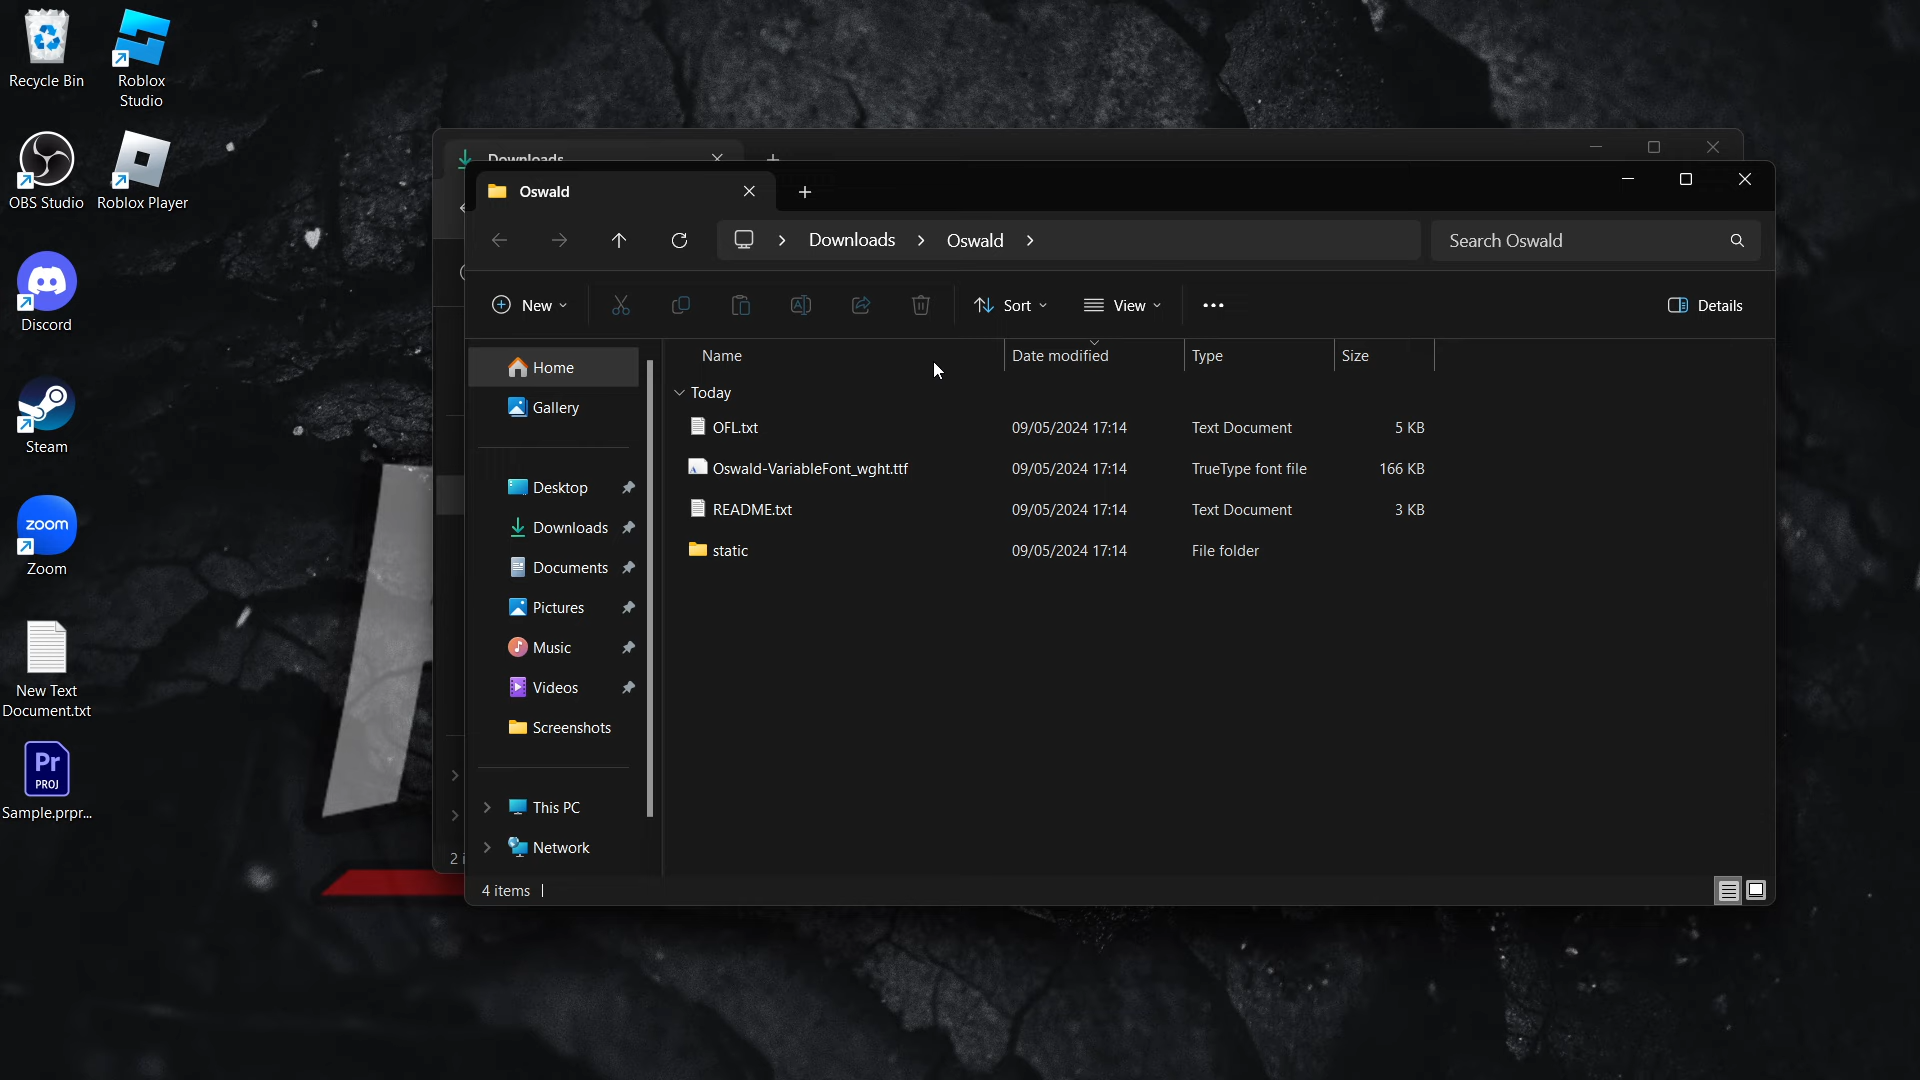 Recycle Bin
Roblox
Studio
OBS Studio
Roblox Player
Discord
Steam
zoom
Zoom
New Text
Document.txt
Pr
PROJ
Sample.prpr...
Downloads
Oswald
Downloads
Oswald
Search Oswald
New
Sort
View
Details
Home
Gallery
Desktop
Downloads
Documents
Pictures
Music
Videos
Screenshots
This PC
Network
Name Date modified Type Size
Today
OFL.txt 09/05/2024 17:14 Text Document 5 KB
Oswald-VariableFont_wght.ttf 09/05/2024 17:14 TrueType font file 166 KB
README.txt 09/05/2024 17:14 Text Document 3 KB
static 09/05/2024 17:14 File folder
2 i
4 items